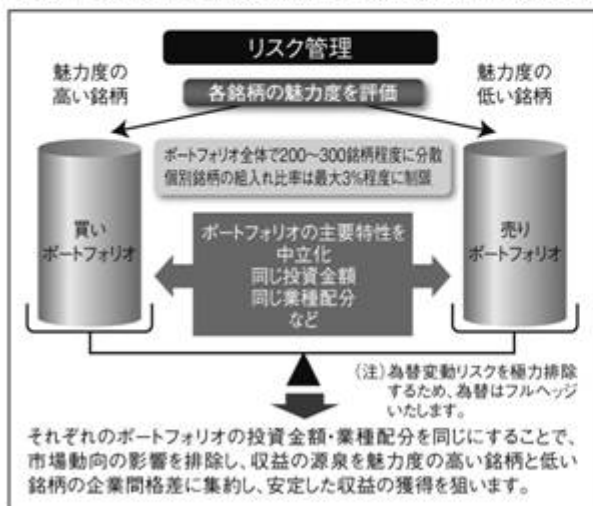 リスク管理
魅力度の
高い銘柄
各銘柄の魅力度を評価
魅力度の
低い銘柄
ポートフォリオ全体で200～300銘柄程度に分散
個別銘柄の組入れ比率は最大3%程度に制限
買い
ポートフォリオ
ポートフォリオの主要特性を
中立化
同じ投資金額
同じ業種配分
など
売り
ポートフォリオ
（注）為替変動リスクを極力排除
するため、為替はフルヘッジ
いたします。
それぞれのポートフォリオの投資金額・業種配分を同じにすることで、
市場動向の影響を排除し、収益の源泉を魅力度の高い銘柄と低い
銘柄の企業間格差に集約し、安定した収益の獲得を狙います。